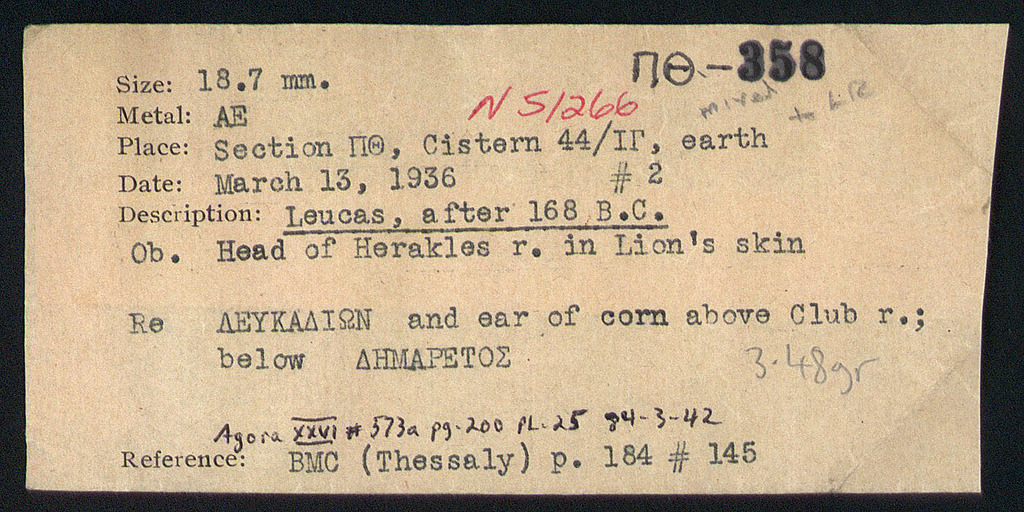 ΠΘ-358
Size: 18.7 mm.
N 51266
mixed to life
Metal: AE
Place: Section ΠΘ, Cistern 44/ΙΓ, earth
Date: March 13, 1936 # 2
Description: Leucas, after 168 B.C.
Ob. Head of Herakles r. in Lion's skin
Re ΛΕΥΚΑΔΙΩΝ and ear of corn above Club r.;
below ΔΗΜΑΡΕΤΟΣ
3.48gr
Agora XXVI # 573a pg. 200 PL. 25 84-3-42
Reference: BMC (Thessaly) p. 184 # 145